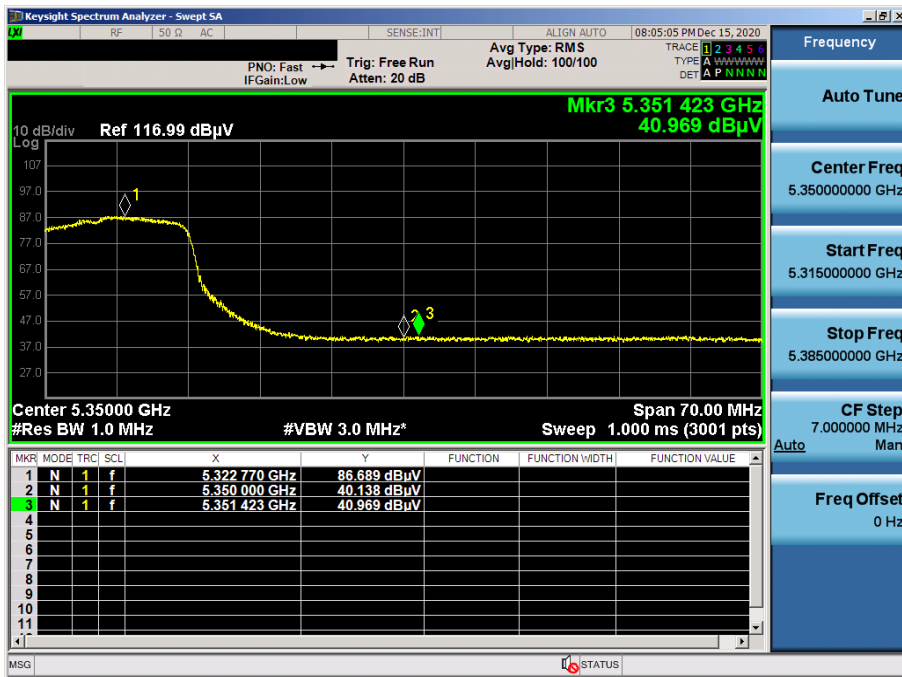 Keysight Spectrum Analyzer - Swept SA
LXI RF 50 Ω AC SENSE:INT ALIGN AUTO 08:05:05 PM Dec 15, 2020
Frequency
PNO: Fast
IFGain:Low
Trig: Free Run
Atten: 20 dB
Avg Type: RMS
Avg|Hold: 100/100
TRACE 1 2 3 4 5 6
TYPE A WWWWW
DET A P N N N N
Auto Tune
Mkr3 5.351 423 GHz
40.969 dBµV
10 dB/div Ref 116.99 dBµV
Log
107
97.0
87.0
77.0
67.0
57.0
47.0
37.0
27.0
1
2
3
Center Freq
5.350000000 GHz
Start Freq
5.315000000 GHz
Stop Freq
5.385000000 GHz
Center 5.35000 GHz Span 70.00 MHz
#Res BW 1.0 MHz #VBW 3.0 MHz* Sweep 1.000 ms (3001 pts)
CF Step
7.000000 MHz
Auto Man
MKR MODE TRC SCL X Y FUNCTION FUNCTION WIDTH FUNCTION VALUE
1 N 1 f 5.322 770 GHz 86.689 dBµV
2 N 1 f 5.350 000 GHz 40.138 dBµV
3 N 1 f 5.351 423 GHz 40.969 dBµV
4
5
6
7
8
9
10
11
Freq Offset
0 Hz
MSG STATUS